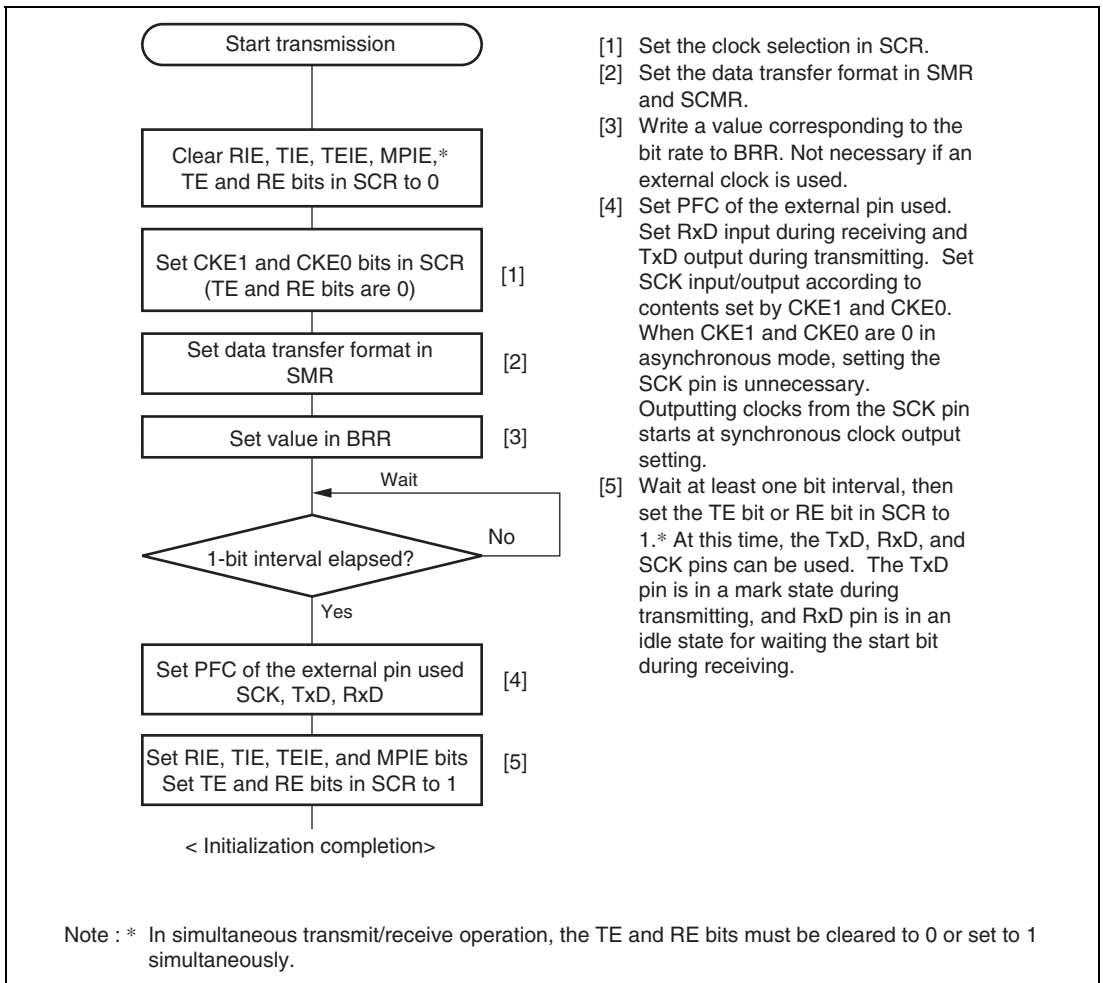 Start transmission
Clear RIE, TIE, TEIE, MPIE,*
TE and RE bits in SCR to 0
Set CKE1 and CKE0 bits in SCR
(TE and RE bits are 0)
[1]
Set data transfer format in
SMR
[2]
Set value in BRR
[3]
Wait
1-bit interval elapsed?
No
Yes
Set PFC of the external pin used
SCK, TxD, RxD
[4]
Set RIE, TIE, TEIE, and MPIE bits
Set TE and RE bits in SCR to 1
[5]
< Initialization completion>
[1] Set the clock selection in SCR.
[2] Set the data transfer format in SMR
and SCMR.
[3] Write a value corresponding to the
bit rate to BRR. Not necessary if an
external clock is used.
[4] Set PFC of the external pin used.
Set RxD input during receiving and
TxD output during transmitting. Set
SCK input/output according to
contents set by CKE1 and CKE0.
When CKE1 and CKE0 are 0 in
asynchronous mode, setting the
SCK pin is unnecessary.
Outputting clocks from the SCK pin
starts at synchronous clock output
setting.
[5] Wait at least one bit interval, then
set the TE bit or RE bit in SCR to
1.* At this time, the TxD, RxD, and
SCK pins can be used. The TxD
pin is in a mark state during
transmitting, and RxD pin is in an
idle state for waiting the start bit
during receiving.
Note : * In simultaneous transmit/receive operation, the TE and RE bits must be cleared to 0 or set to 1
simultaneously.